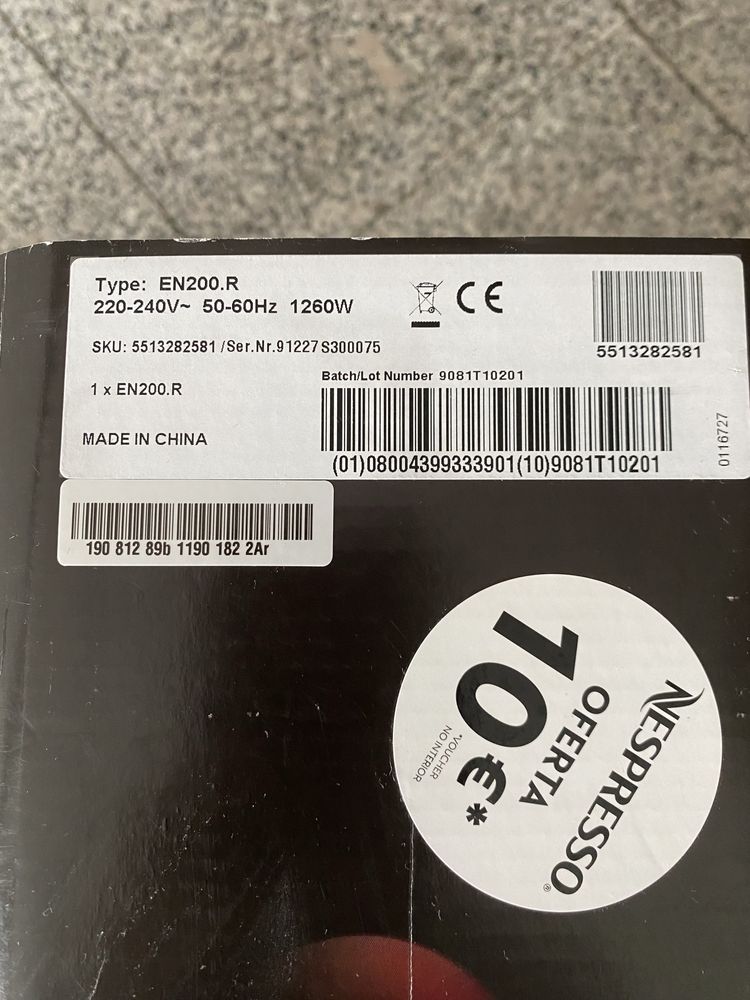 Type: EN200.R
220-240V~ 50-60Hz 1260W
CE
SKU: 5513282581 /Ser.Nr.91227S300075
5513282581
1 x EN200.R
Batch/Lot Number 9081T10201
MADE IN CHINA
(01)08004399333901(10)9081T10201
0116727
190 812 89b 1190 182 2Ar
NESPRESSO®
OFERTA
10€*
*VOUCHER
NO INTERIOR